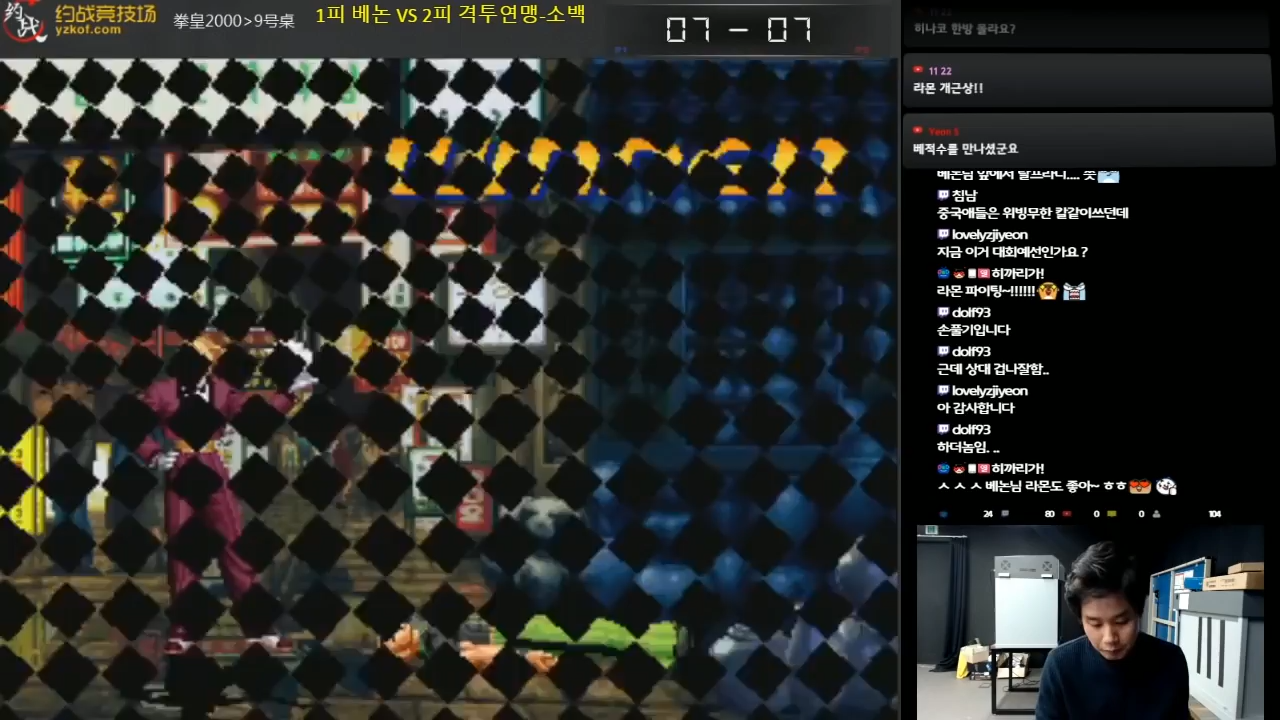 约战
约战竞技场
yzkof.com
拳皇2000>9号桌
1피 베논 VS 2피 격투연맹-소백
07 - 07
11 22
히나코 한방 몰라요?
11 22
라몬 개근상!!
Yeon S
베적수를 만나셨군요
침남
중국애들은 위빙무한 칼같이쓰던데
lovelyzjiyeon
지금 이거 대회예선인가요 ?
히까리가!
라몬 파이팅~!!!!!!
dolf93
손풀기입니다
dolf93
근데 상대 겁나잘함..
lovelyzjiyeon
아 감사합니다
dolf93
하더놈임. ..
히까리가!
ㅅ ㅅ ㅅ 베논님 라몬도 좋아~ ㅎㅎ
24 80 0 0 104